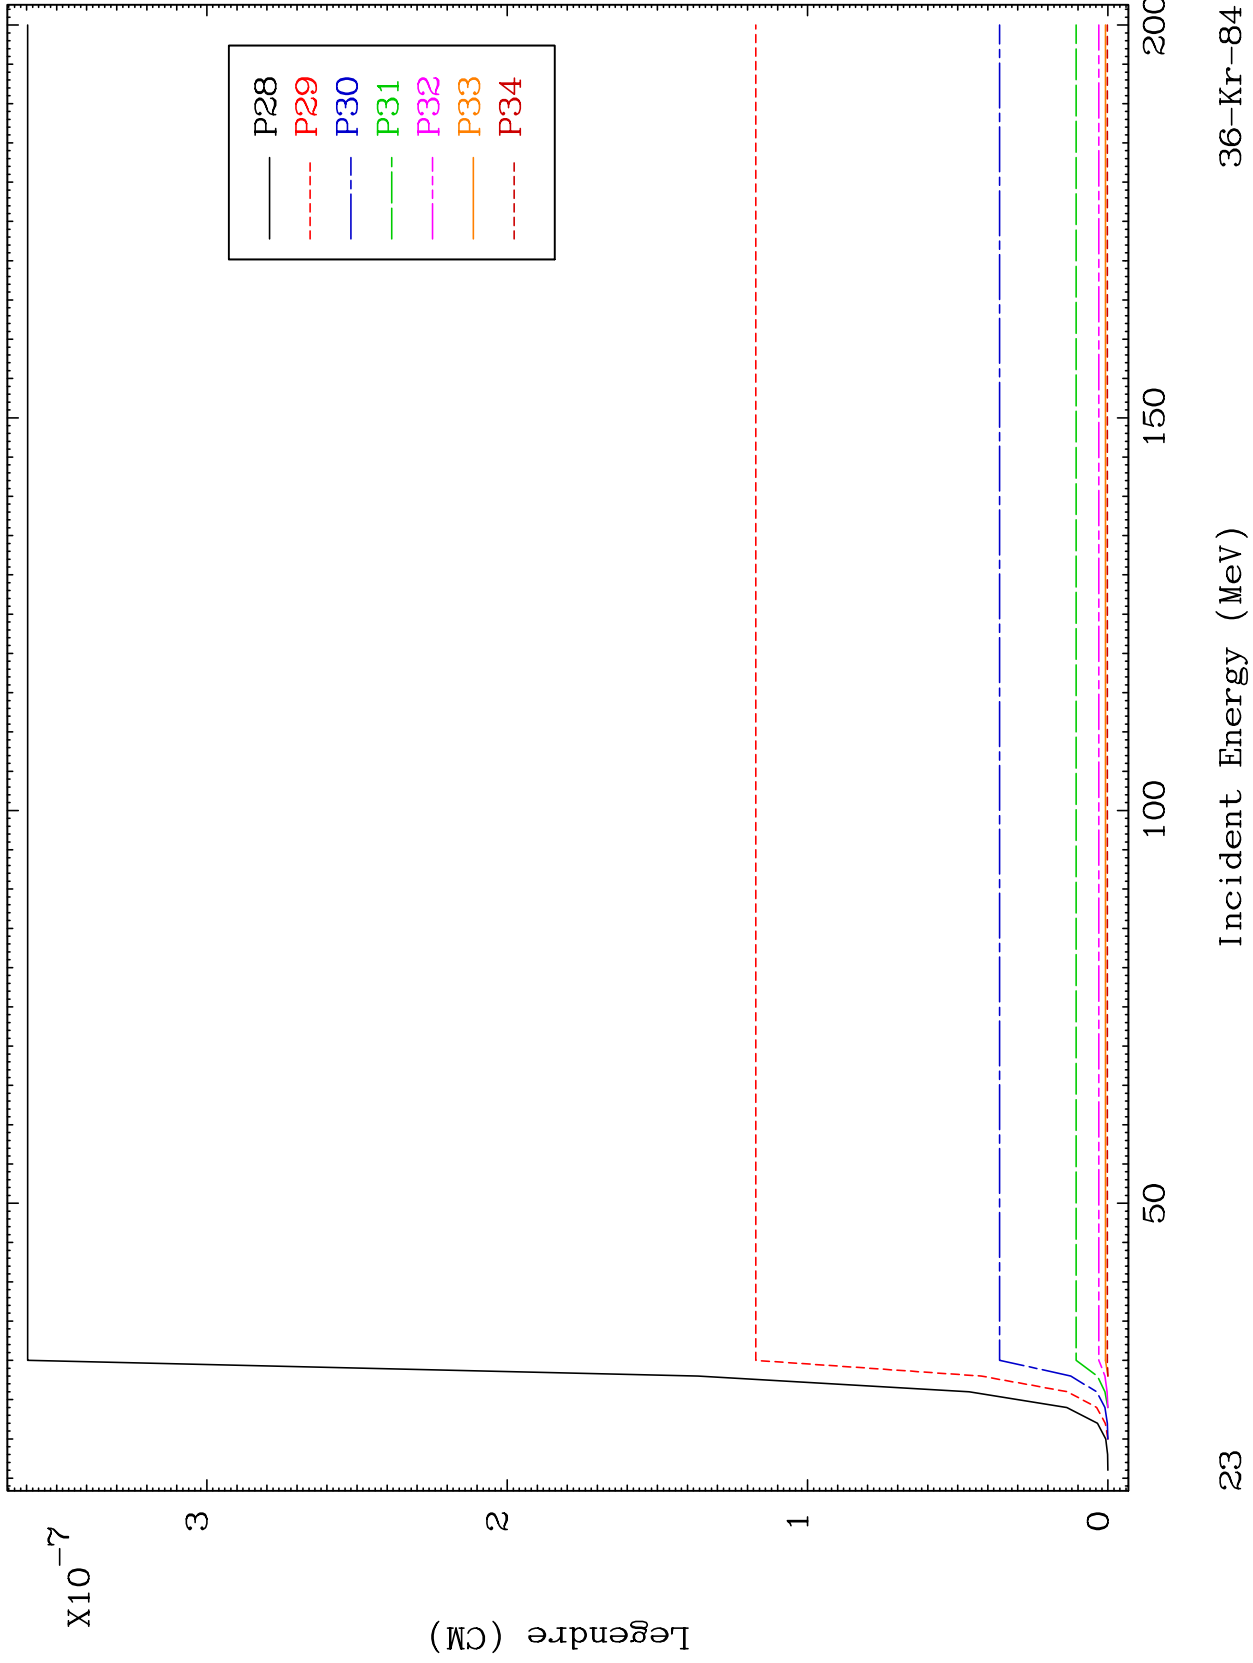 X10
-7
3
2
1
0
Legendre (CM)
P28
P29
P30
P31
P32
P33
P34
50
100
150
200
23
Incident Energy (MeV)
36-Kr-84